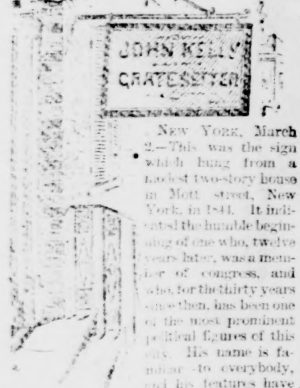 JOHN KELLY
GRATESETTER
NEW YORK, March
2.—This was the sign
which hung from a
modest two-story house
in Mott street, New
York, in 1841. It indi-
cated the humble begin-
ning of one who, twelve
years later, was a mem-
ber of congress, and
who, for the thirty years
since then, has been one
of the most prominent
political figures of this
His name is fa-
miliar to everybody,
and his features have